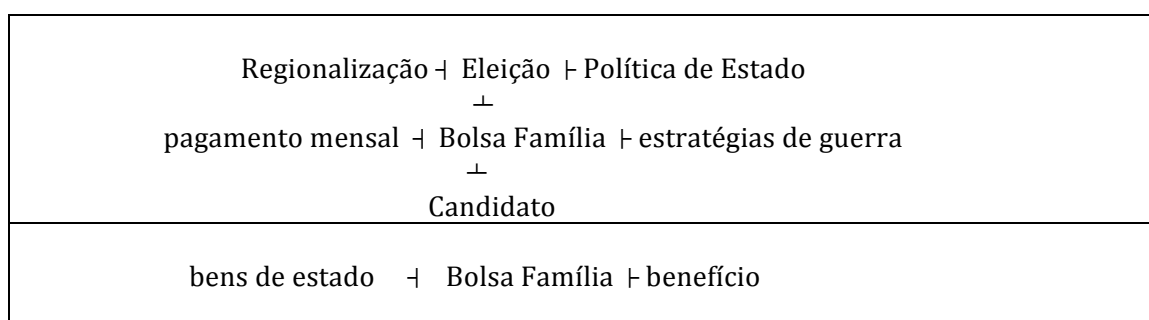 Regionalização ⊣ Eleição ⊢ Política de Estado
⊥
pagamento mensal ⊣ Bolsa Família ⊢ estratégias de guerra
⊥
Candidato
bens de estado ⊣ Bolsa Família ⊢ benefício